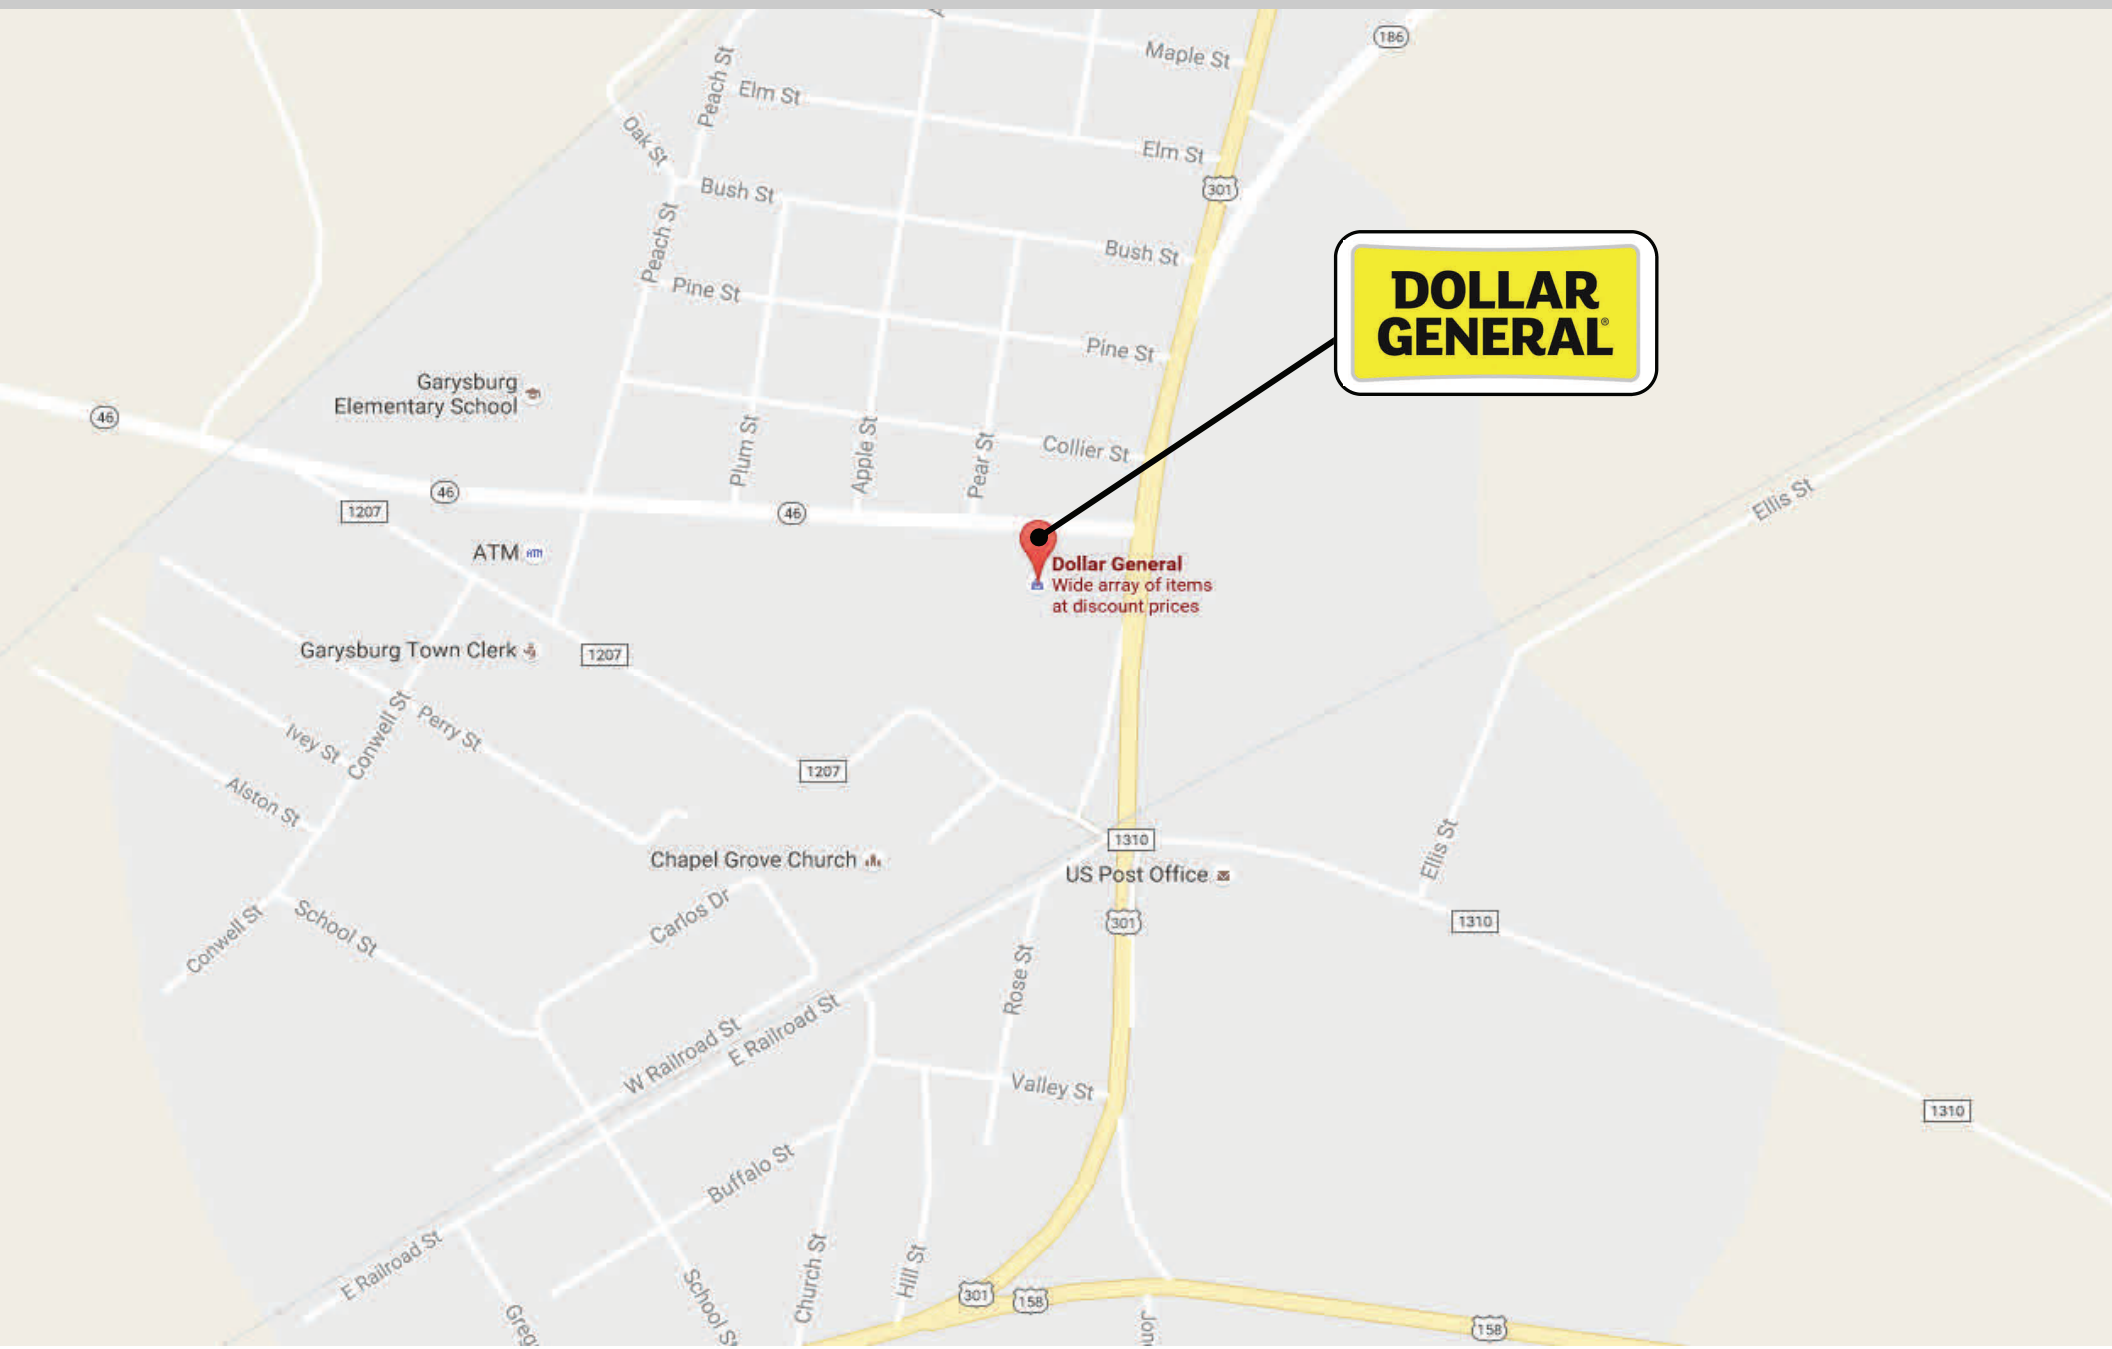 186
Maple St
Peach St
Elm St
Oak St
Elm St
301
Bush St
Peach St
Bush St
DOLLAR
GENERAL®
Pine St
Pine St
Garysburg
Elementary School
46
Plum St
Apple St
Pear St
Collier St
46
1207
46
Ellis St
ATM
Dollar General
Wide array of items
at discount prices
Garysburg Town Clerk
1207
Conwell St
Perry St
Ivey St
1207
Alston St
1310
Ellis St
Chapel Grove Church
US Post Office
301
1310
Conwell St
School St
Carlos Dr
Rose St
W Railroad St
E Railroad St
Valley St
1310
Buffalo St
E Railroad St
Church St
Hill St
School St
301
158
Greg
Jon
158